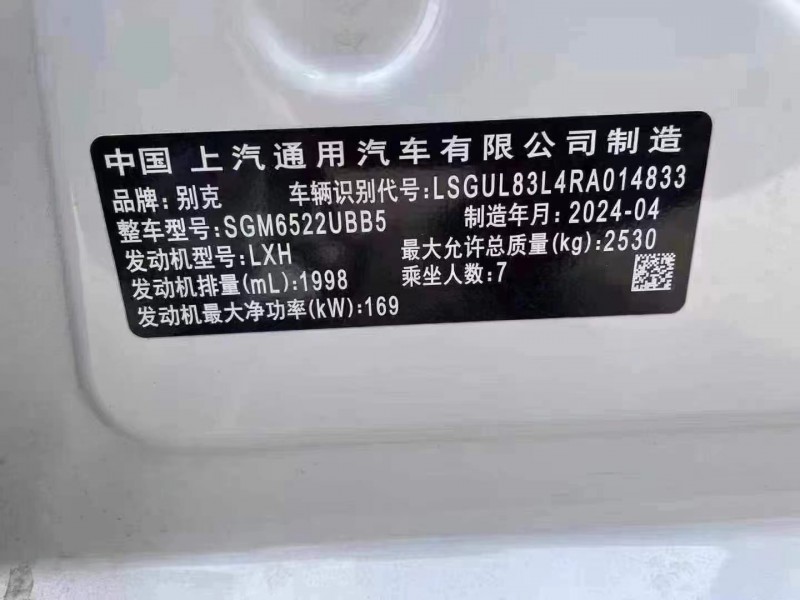 中国 上汽通用汽车有限公司制造
品牌:别克 车辆识别代号:LSGUL83L4RA014833
整车型号:SGM6522UBB5 制造年月:2024-04
发动机型号:LXH 最大允许总质量(kg):2530
发动机排量(mL):1998 乘坐人数:7
发动机最大净功率(kW):169